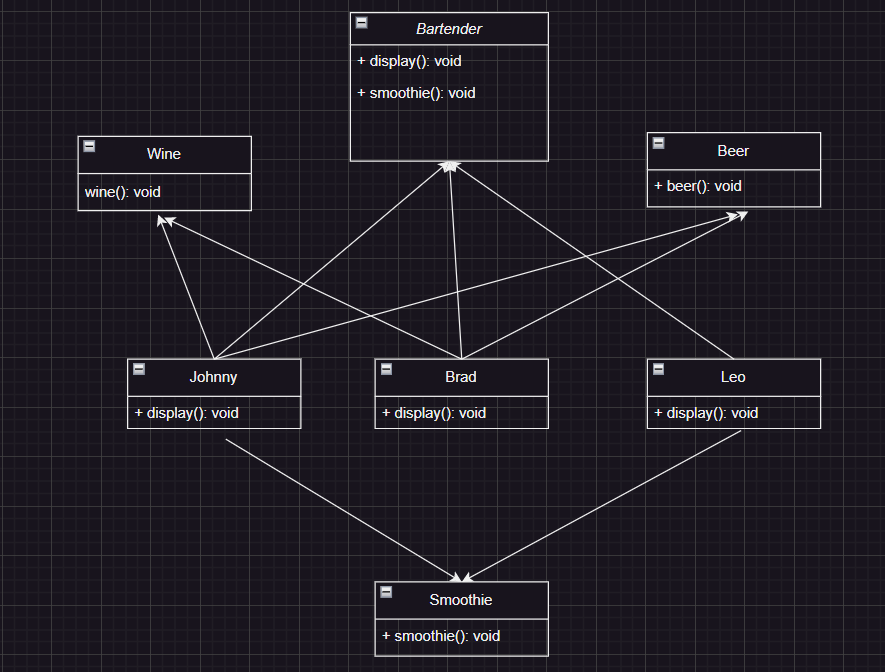 Bartender
+ display(): void
+ smoothie(): void
Wine
wine(): void
Beer
+ beer(): void
Johnny
+ display(): void
Brad
+ display(): void
Leo
+ display(): void
Smoothie
+ smoothie(): void